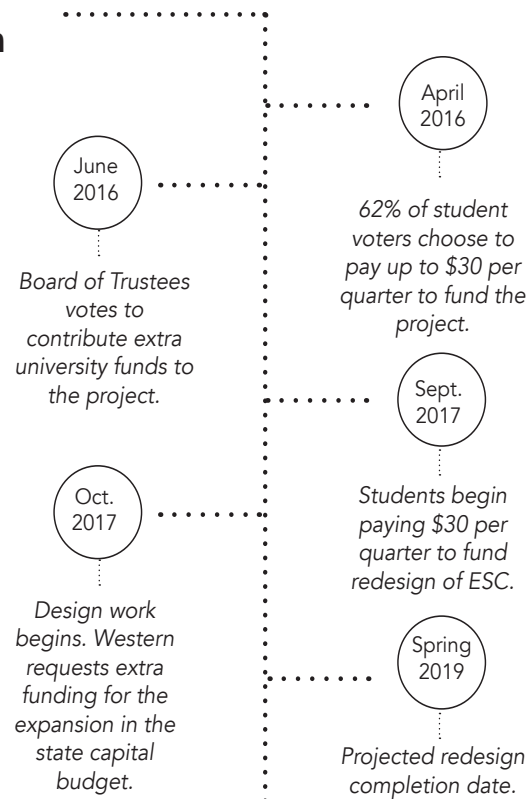 April
2016
62% of student
voters choose to
pay up to $30 per
quarter to fund the
project.
June
2016
Board of Trustees
votes to
contribute extra
university funds to
the project.
Sept.
2017
Students begin
paying $30 per
quarter to fund
redesign of ESC.
Oct.
2017
Design work
begins. Western
requests extra
funding for the
expansion in the
state capital
budget.
Spring
2019
Projected redesign
completion date.